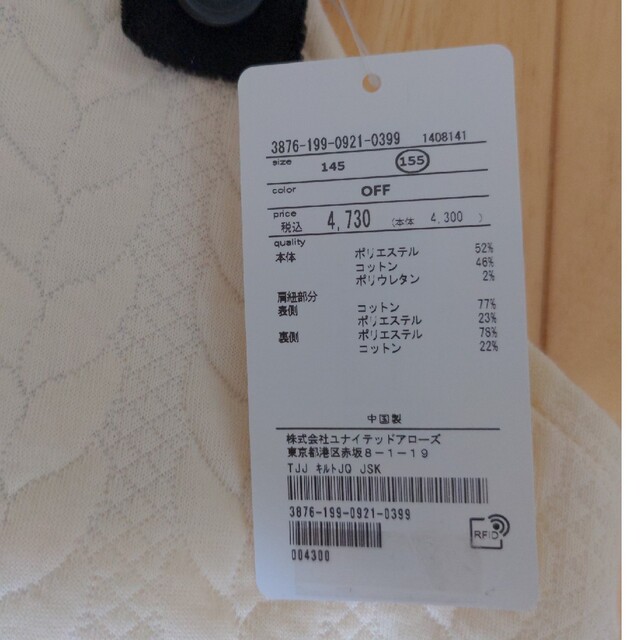 3876-199-0921-0399 1408141
size 145 155
color OFF
price 税込 4,730 (本体 4,300 )
quality
本体 ポリエステル 52%
コットン 46%
ポリウレタン 2%
肩紐部分
表側 コットン 77%
ポリエステル 23%
裏側 ポリエステル 78%
コットン 22%
中国製
株式会社ユナイテッドアローズ
東京都港区赤坂8-1-19
TJJ キルトJQ JSK
3876-199-0921-0399
004300
RFID